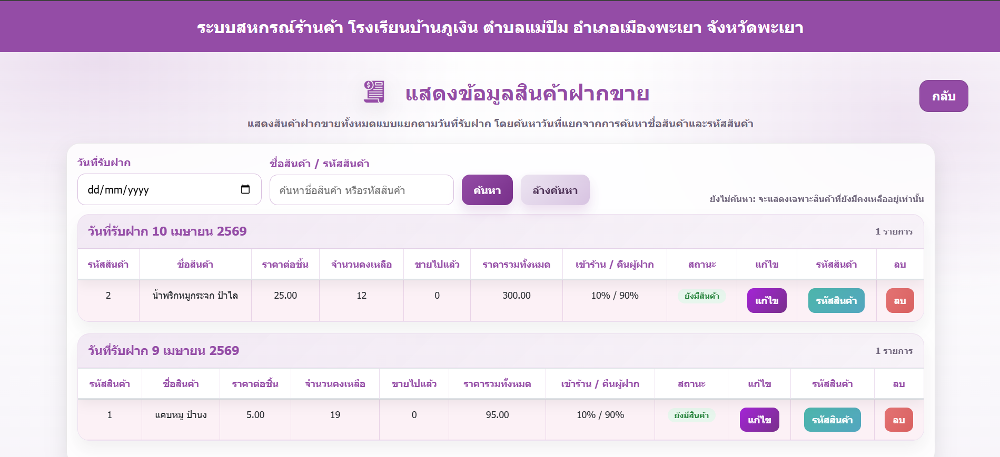 ระบบสหกรณ์ร้านค้า โรงเรียนบ้านภูเงิน ตำบลแม่ปืม อำเภอเมืองพะเยา จังหวัดพะเยา
แสดงข้อมูลสินค้าฝากขาย
กลับ
แสดงสินค้าฝากขายทั้งหมดแบบแยกตามวันที่รับฝาก โดยค้นหาวันที่แยกจากการค้นหาชื่อสินค้าและรหัสสินค้า
วันที่รับฝาก
ชื่อสินค้า / รหัสสินค้า
dd/mm/yyyy
ค้นหาชื่อสินค้า หรือรหัสสินค้า
ค้นหา
ล้างค้นหา
ยังไม่ค้นหา: จะแสดงเฉพาะสินค้าที่ยังมีคงเหลืออยู่เท่านั้น
วันที่รับฝาก 10 เมษายน 2569
1 รายการ
รหัสสินค้า ชื่อสินค้า ราคาต่อชิ้น จำนวนคงเหลือ ขายไปแล้ว ราคารวมทั้งหมด เข้าร้าน / คืนผู้ฝาก สถานะ แก้ไข รหัสสินค้า ลบ
2 น้ำพริกหมูกระจก ป้าไล 25.00 12 0 300.00 10% / 90% ยังมีสินค้า แก้ไข รหัสสินค้า ลบ
วันที่รับฝาก 9 เมษายน 2569
1 รายการ
รหัสสินค้า ชื่อสินค้า ราคาต่อชิ้น จำนวนคงเหลือ ขายไปแล้ว ราคารวมทั้งหมด เข้าร้าน / คืนผู้ฝาก สถานะ แก้ไข รหัสสินค้า ลบ
1 แคบหมู ป้านง 5.00 19 0 95.00 10% / 90% ยังมีสินค้า แก้ไข รหัสสินค้า ลบ